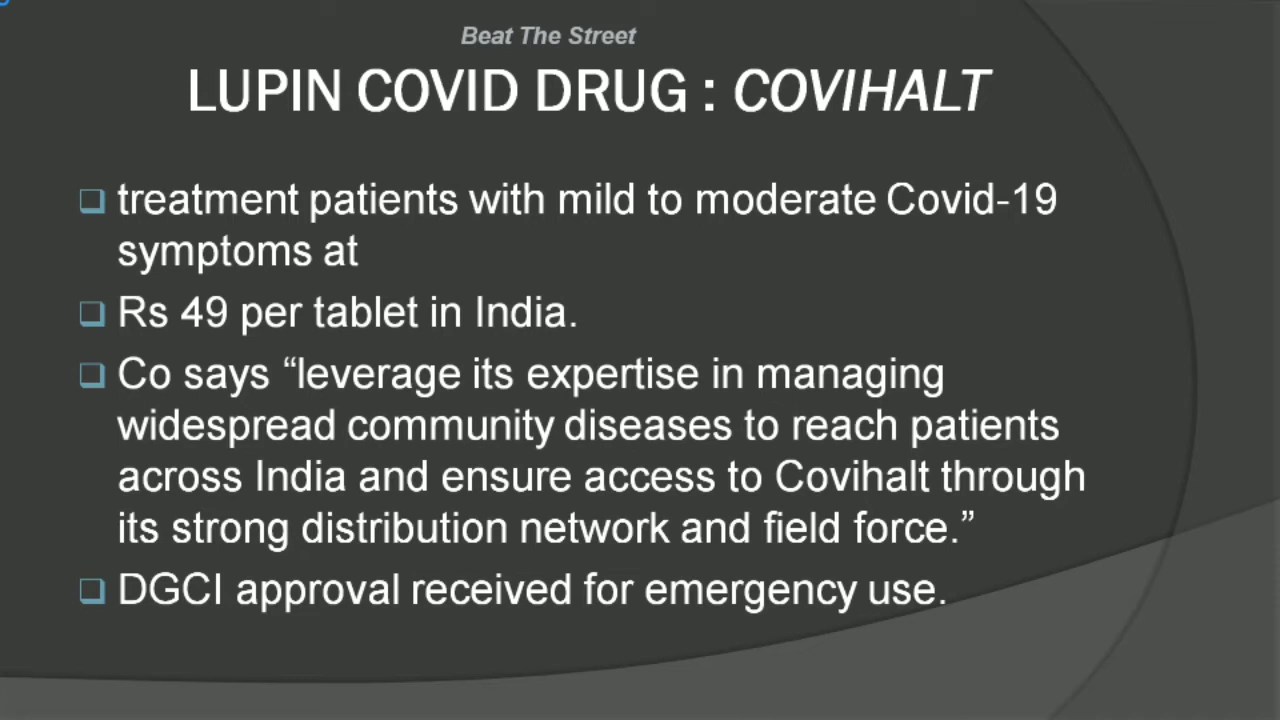 Beat The Street
LUPIN COVID DRUG : COVIHALT
treatment patients with mild to moderate Covid-19
symptoms at
Rs 49 per tablet in India.
Co says “leverage its expertise in managing
widespread community diseases to reach patients
across India and ensure access to Covihalt through
its strong distribution network and field force.”
DGCI approval received for emergency use.